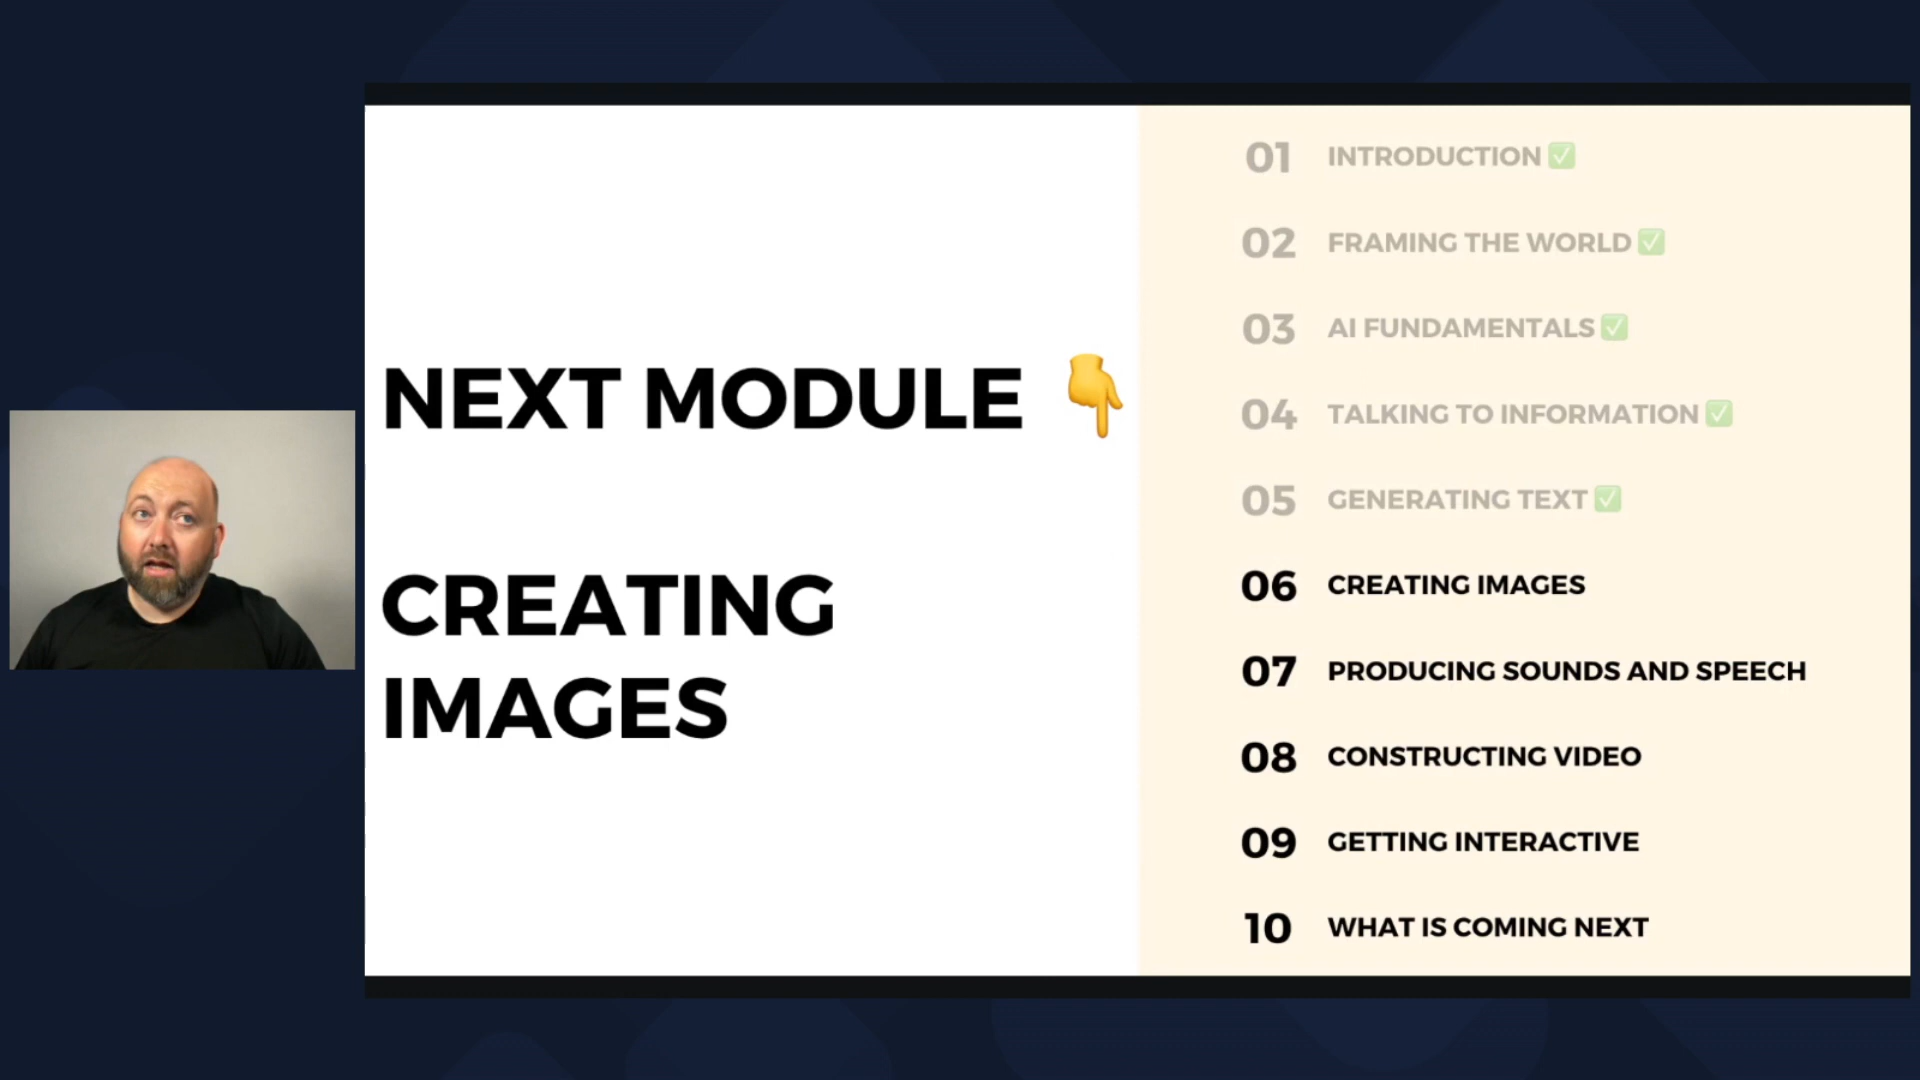 NEXT MODULE 👇
CREATING
IMAGES
01 INTRODUCTION ✅
02 FRAMING THE WORLD ✅
03 AI FUNDAMENTALS ✅
04 TALKING TO INFORMATION ✅
05 GENERATING TEXT ✅
06 CREATING IMAGES
07 PRODUCING SOUNDS AND SPEECH
08 CONSTRUCTING VIDEO
09 GETTING INTERACTIVE
10 WHAT IS COMING NEXT